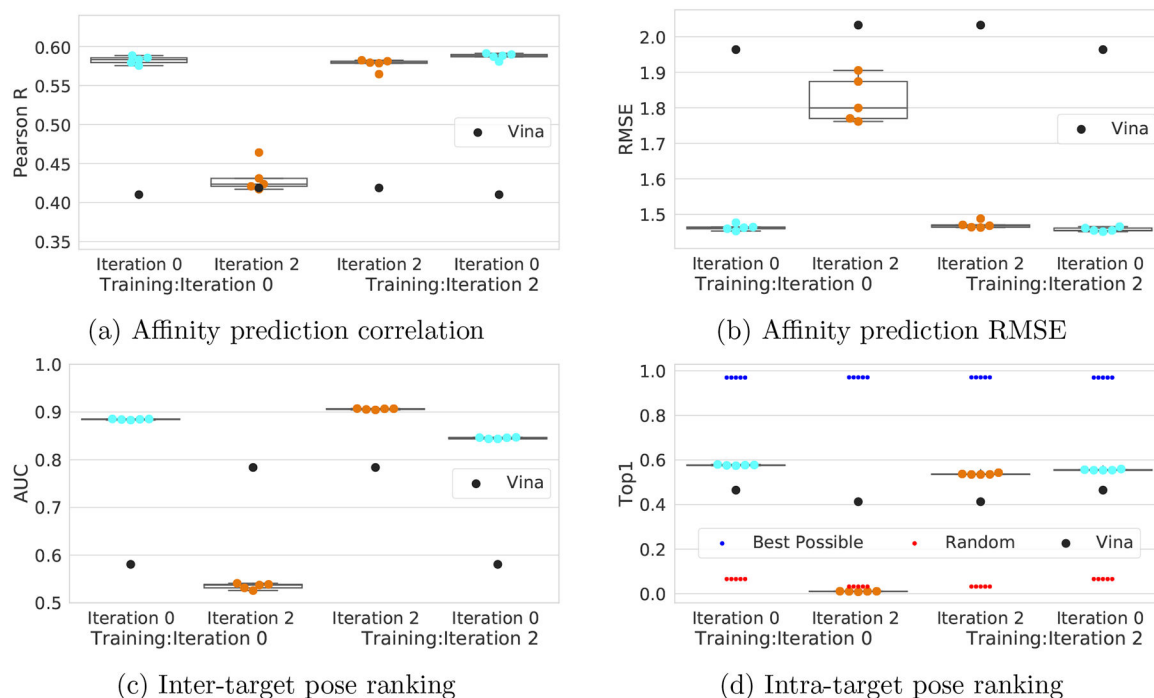 0.60
0.55
0.50
0.45
0.40
0.35
Pearson R
Vina
Iteration 0 Iteration 2 Iteration 2 Iteration 0
Training:Iteration 0 Training:Iteration 2
(a) Affinity prediction correlation
2.0
1.9
1.8
1.7
1.6
1.5
RMSE
Vina
Iteration 0 Iteration 2 Iteration 2 Iteration 0
Training:Iteration 0 Training:Iteration 2
(b) Affinity prediction RMSE
1.0
0.9
0.8
0.7
0.6
0.5
AUC
Vina
Iteration 0 Iteration 2 Iteration 2 Iteration 0
Training:Iteration 0 Training:Iteration 2
(c) Inter-target pose ranking
1.0
0.8
0.6
0.4
0.2
0.0
Top1
Best Possible Random Vina
Iteration 0 Iteration 2 Iteration 2 Iteration 0
Training:Iteration 0 Training:Iteration 2
(d) Intra-target pose ranking